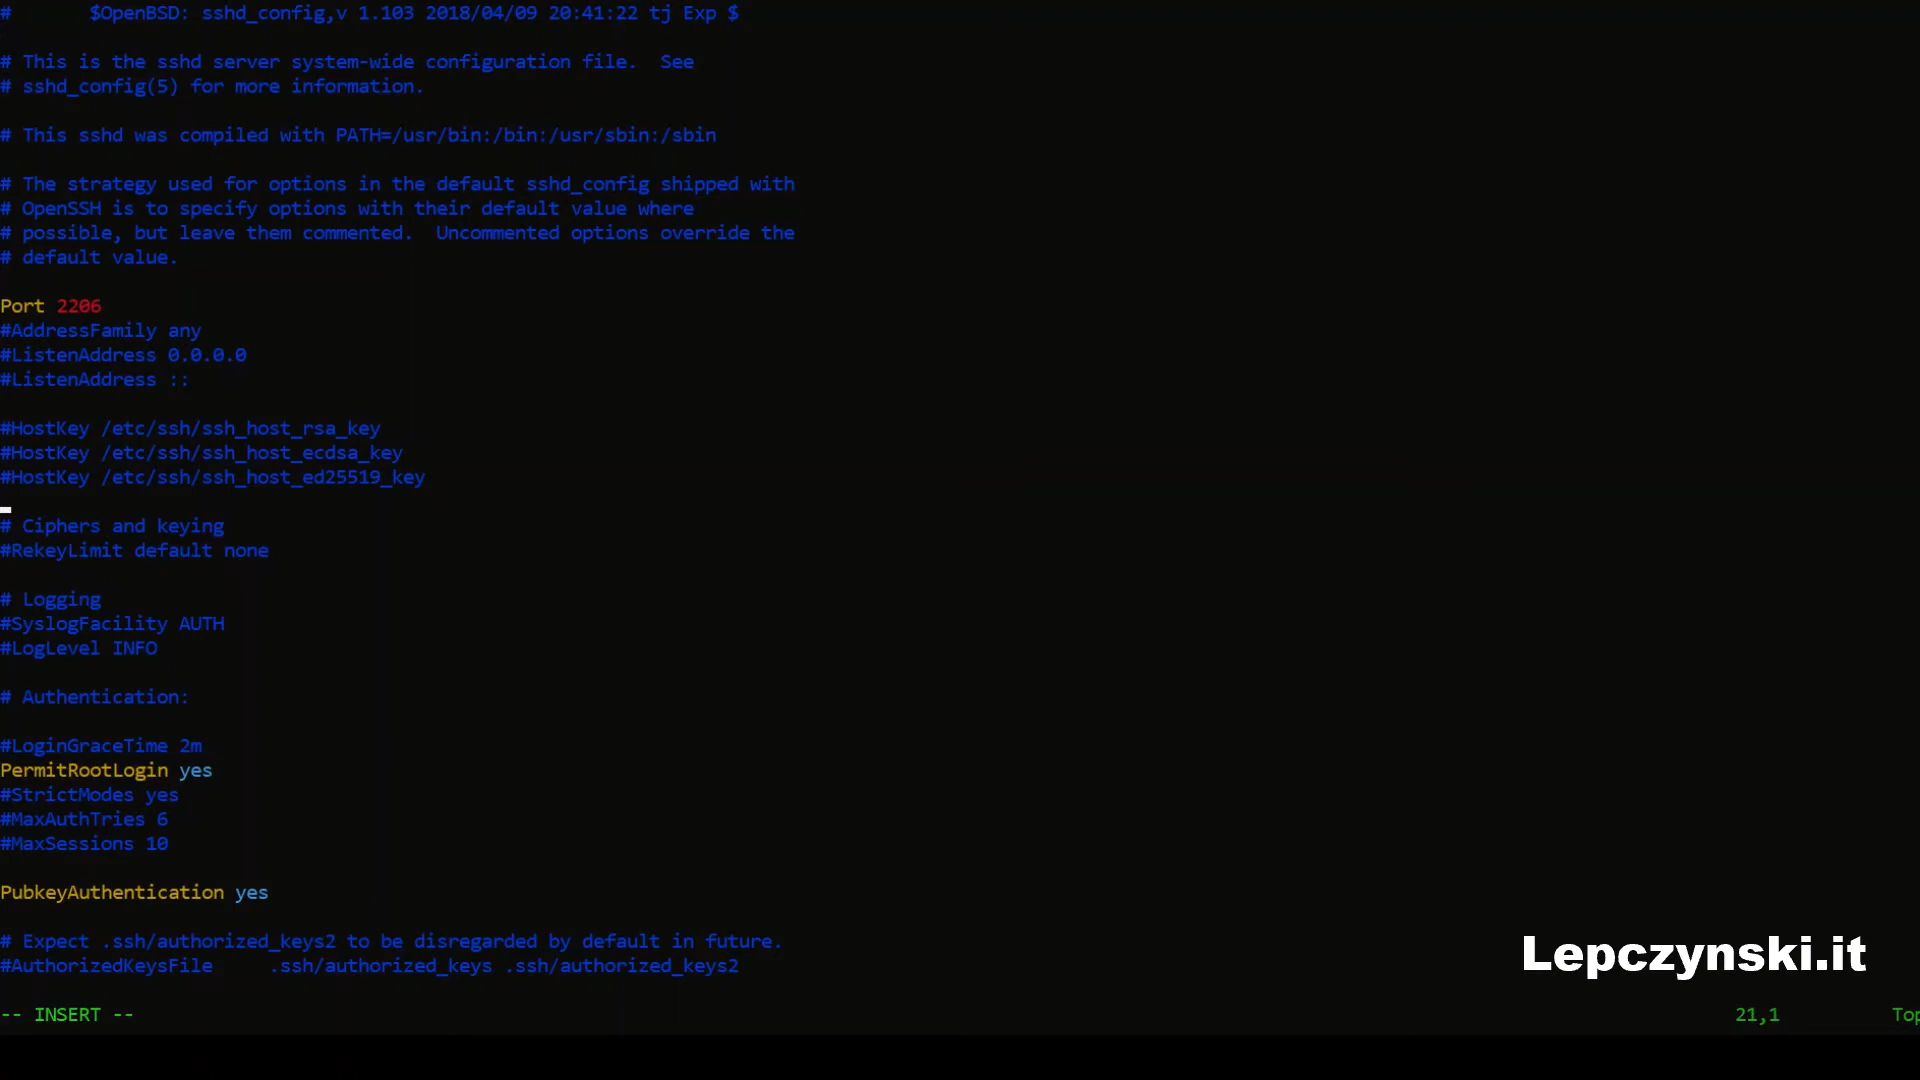 #       $OpenBSD: sshd_config,v 1.103 2018/04/09 20:41:22 tj Exp $
# This is the sshd server system-wide configuration file.  See
# sshd_config(5) for more information.
# This sshd was compiled with PATH=/usr/bin:/bin:/usr/sbin:/sbin
# The strategy used for options in the default sshd_config shipped with
# OpenSSH is to specify options with their default value where
# possible, but leave them commented.  Uncommented options override the
# default value.
Port 2206
#AddressFamily any
#ListenAddress 0.0.0.0
#ListenAddress ::
#HostKey /etc/ssh/ssh_host_rsa_key
#HostKey /etc/ssh/ssh_host_ecdsa_key
#HostKey /etc/ssh/ssh_host_ed25519_key
# Ciphers and keying
#RekeyLimit default none
# Logging
#SyslogFacility AUTH
#LogLevel INFO
# Authentication:
#LoginGraceTime 2m
PermitRootLogin yes
#StrictModes yes
#MaxAuthTries 6
#MaxSessions 10
PubkeyAuthentication yes
# Expect .ssh/authorized_keys2 to be disregarded by default in future.
#AuthorizedKeysFile     .ssh/authorized_keys .ssh/authorized_keys2
Lepczynski.it
-- INSERT --
21,1
Top